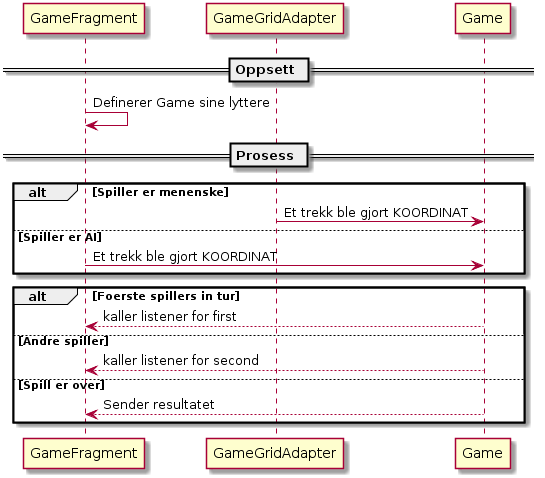 GameFragment GameGridAdapter Game
Oppsett
Definerer Game sine lyttere
Prosess
alt [Spiller er menenske]
Et trekk ble gjort KOORDINAT
[Spiller er AI]
Et trekk ble gjort KOORDINAT
alt [Foerste spillers in tur]
kaller listener for first
[Andre spiller]
kaller listener for second
[Spill er over]
Sender resultatet
GameFragment GameGridAdapter Game